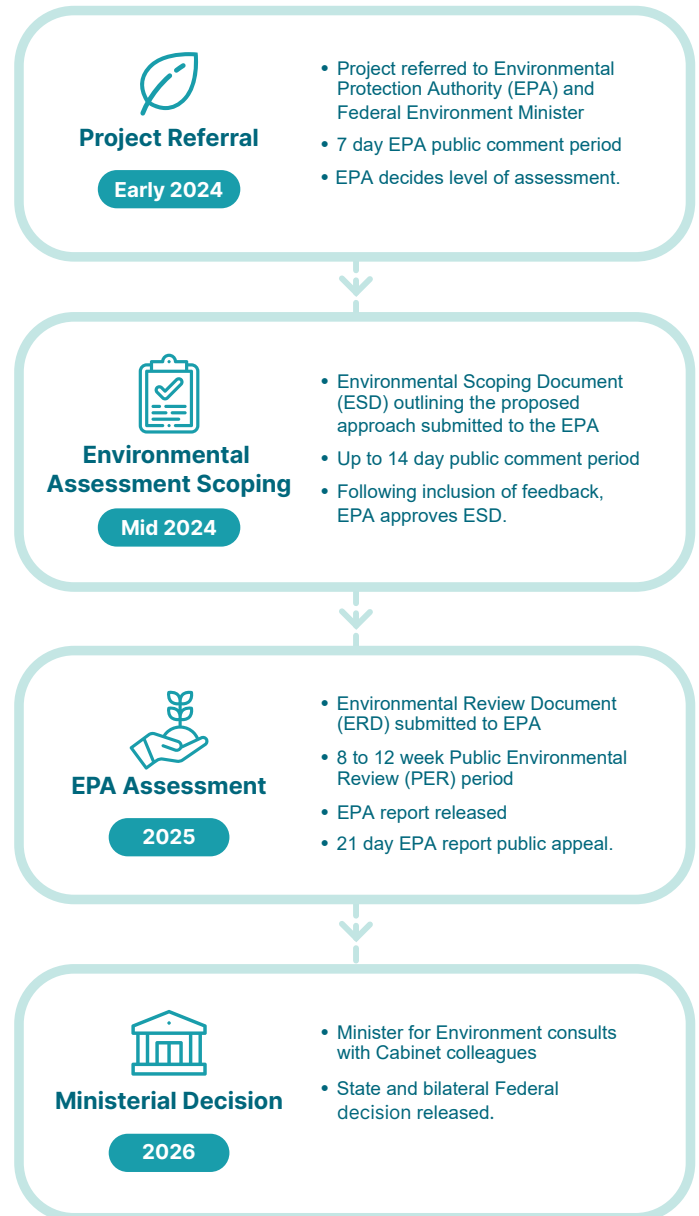 Project Referral
Early 2024
• Project referred to Environmental
Protection Authority (EPA) and
Federal Environment Minister
• 7 day EPA public comment period
• EPA decides level of assessment.
Environmental
Assessment Scoping
Mid 2024
• Environmental Scoping Document
(ESD) outlining the proposed
approach submitted to the EPA
• Up to 14 day public comment period
• Following inclusion of feedback,
EPA approves ESD.
EPA Assessment
2025
• Environmental Review Document
(ERD) submitted to EPA
• 8 to 12 week Public Environmental
Review (PER) period
• EPA report released
• 21 day EPA report public appeal.
Ministerial Decision
2026
• Minister for Environment consults
with Cabinet colleagues
• State and bilateral Federal
decision released.